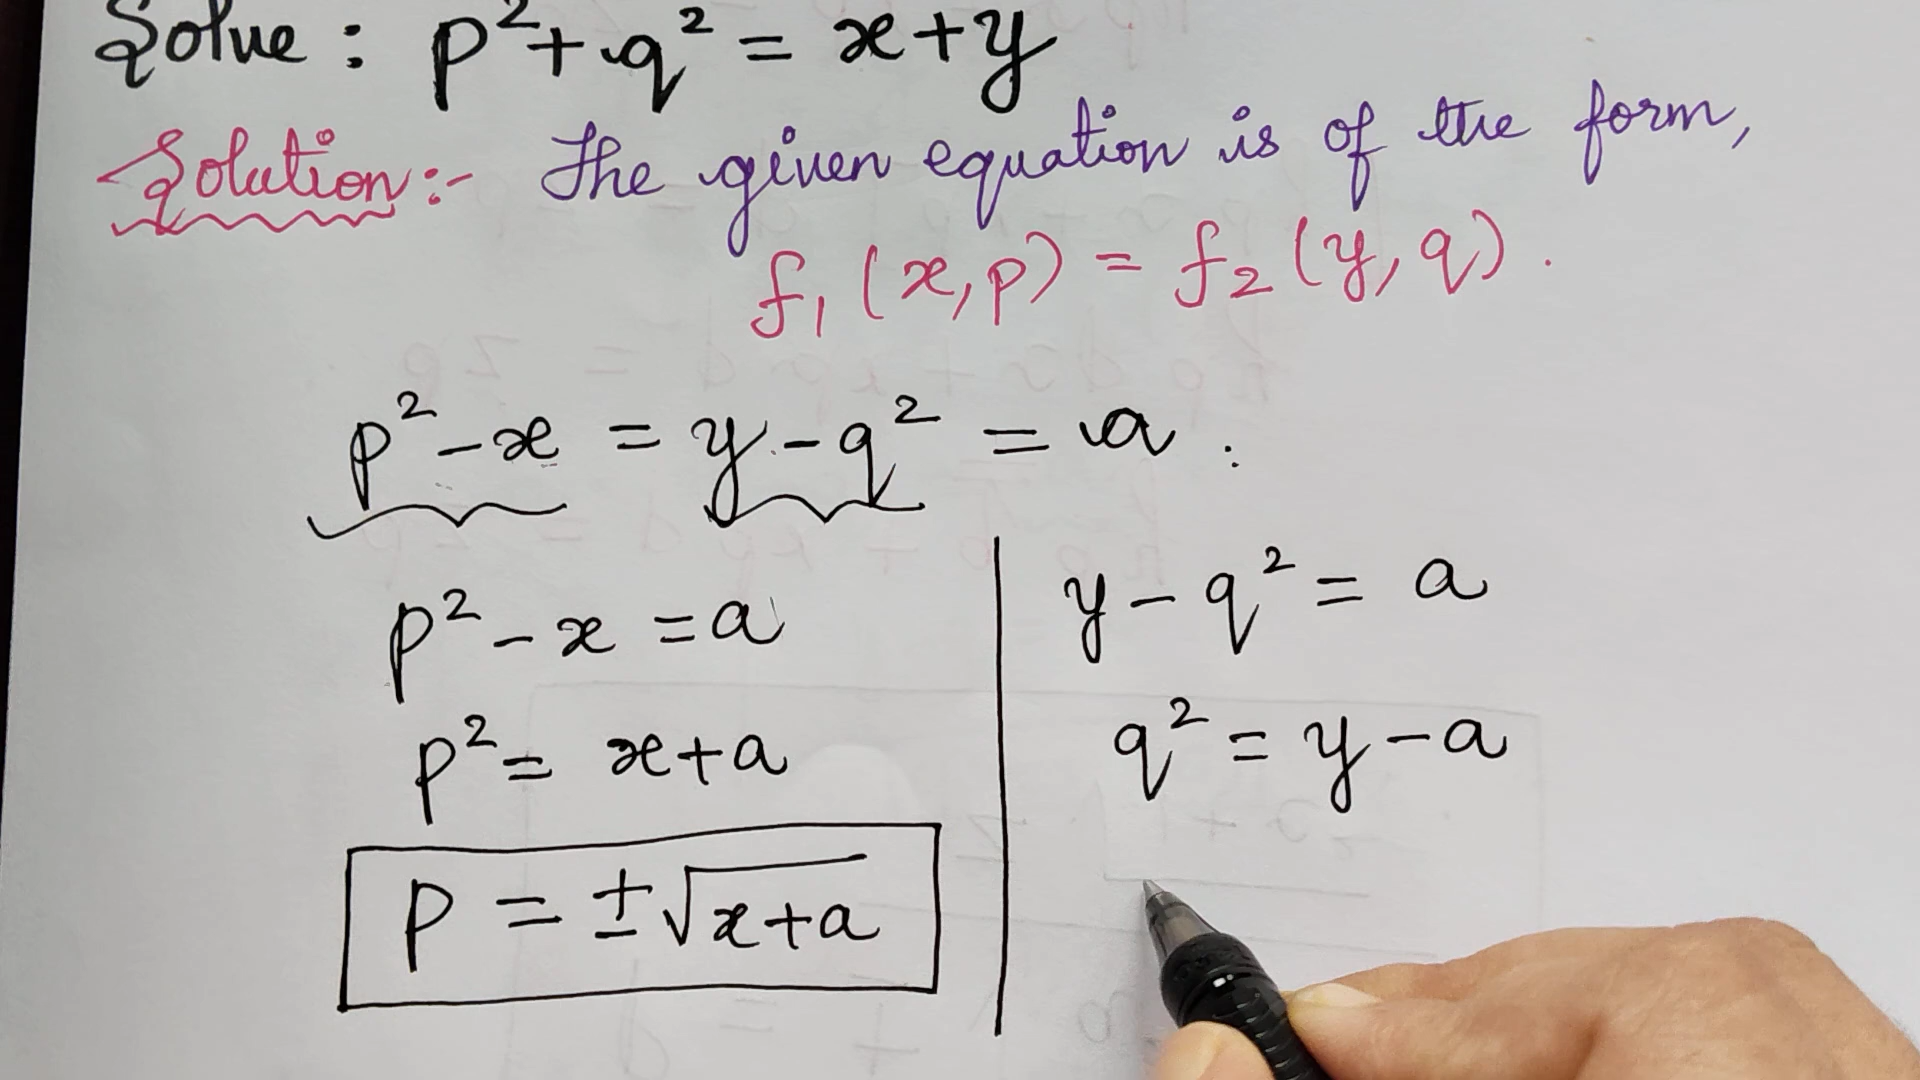 Solve : p² + q² = x + y
Solution:- The given equation is of the form,
f₁ (x, p) = f₂ (y, q) .
p² - x = y - q² = a .
p² - x = a
p² = x + a
p = ± √x + a
y - q² = a
q² = y - a